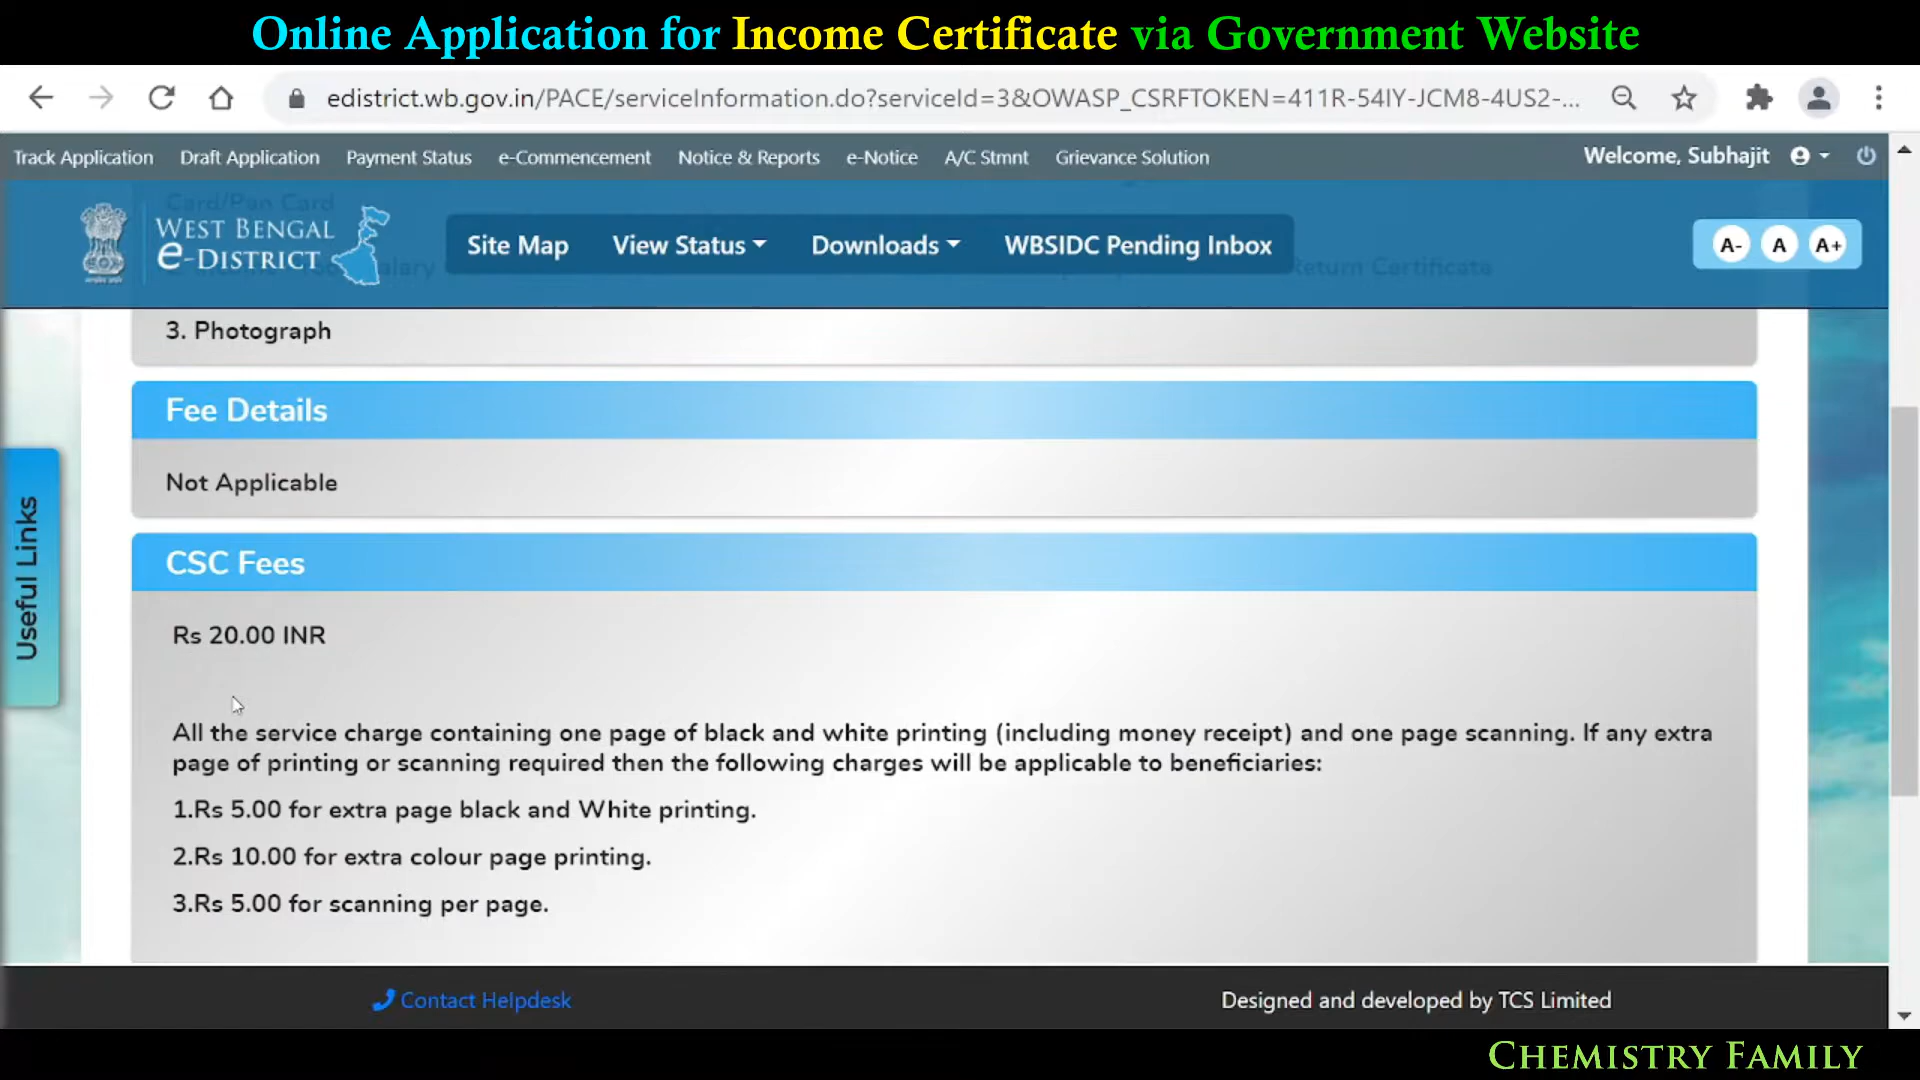 Online Application for Income Certificate via Government Website
edistrict.wb.gov.in/PACE/serviceInformation.do?serviceId=3&OWASP_CSRFTOKEN=411R-54IY-JCM8-4US2-...
Track Application Draft Application Payment Status e-Commencement Notice & Reports e-Notice A/C Stmnt Grievance Solution Welcome, Subhajit
Card/Pan Card
WEST BENGAL
e-DISTRICT
Site Map View Status Downloads WBSIDC Pending Inbox
A- A A+
Return Certificate
3. Photograph
Fee Details
Not Applicable
Useful Links
CSC Fees
Rs 20.00 INR
All the service charge containing one page of black and white printing (including money receipt) and one page scanning. If any extra
page of printing or scanning required then the following charges will be applicable to beneficiaries:
1.Rs 5.00 for extra page black and White printing.
2.Rs 10.00 for extra colour page printing.
3.Rs 5.00 for scanning per page.
Contact Helpdesk
Designed and developed by TCS Limited
CHEMISTRY FAMILY